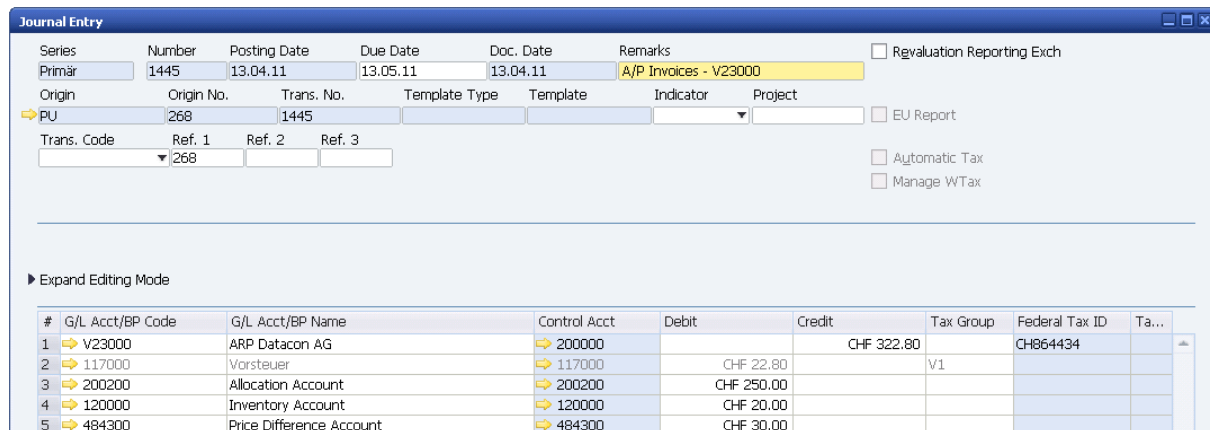 Journal Entry
Series Number Posting Date Due Date Doc. Date Remarks
Revaluation Reporting Exch
Primär 1445 13.04.11 13.05.11 13.04.11 A/P Invoices - V23000
Origin Origin No. Trans. No. Template Type Template Indicator Project
PU 268 1445
EU Report
Trans. Code Ref. 1 Ref. 2 Ref. 3
268
Automatic Tax
Manage WTax
Expand Editing Mode
# G/L Acct/BP Code G/L Acct/BP Name Control Acct Debit Credit Tax Group Federal Tax ID Ta...
1 V23000 ARP Datacon AG 200000 CHF 322.80 CH864434
2 117000 Vorsteuer 117000 CHF 22.80 V1
3 200200 Allocation Account 200200 CHF 250.00
4 120000 Inventory Account 120000 CHF 20.00
5 484300 Price Difference Account 484300 CHF 30.00